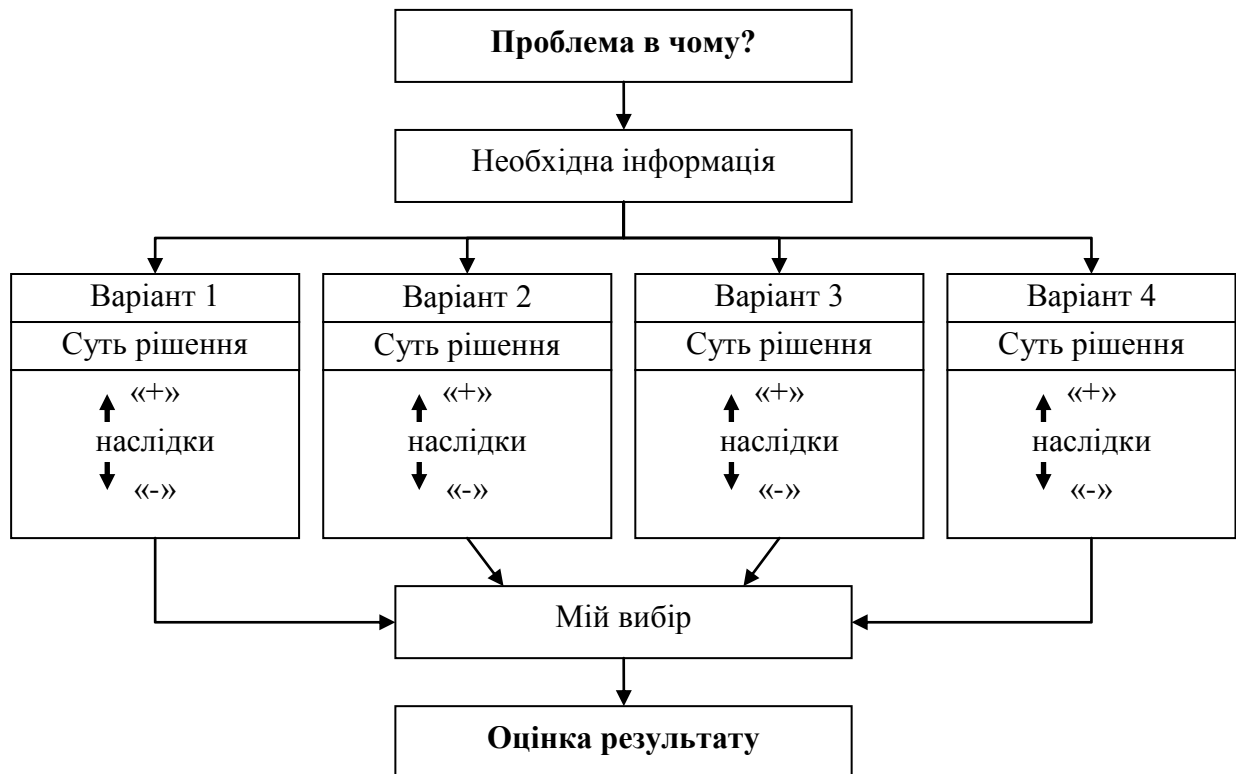 Проблема в чому?
Необхідна інформація
Варіант 1
Суть рішення
«+»
наслідки
«-»
Варіант 2
Суть рішення
«+»
наслідки
«-»
Варіант 3
Суть рішення
«+»
наслідки
«-»
Варіант 4
Суть рішення
«+»
наслідки
«-»
Мій вибір
Оцінка результату